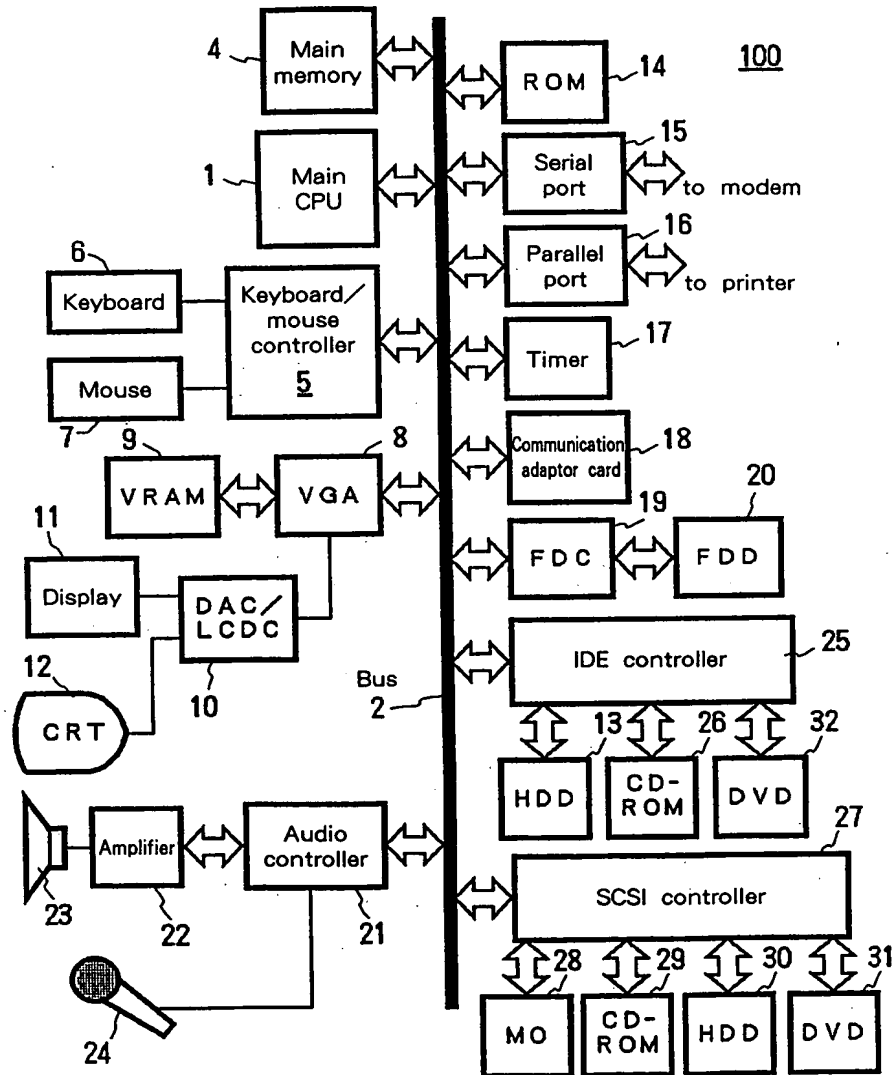 100
4
Main
memory
1
Main
CPU
6
Keyboard
Keyboard/
mouse
controller
5
Mouse
7
9
VRAM
8
VGA
11
Display
DAC/
LCDC
10
12
CRT
Bus
2
23
Amplifier
22
Audio
controller
21
24
ROM
14
15
Serial
port
to modem
16
Parallel
port
to printer
Timer
17
Communication
adaptor card
18
19
FDC
20
FDD
IDE controller
25
13
HDD
26
CD-
ROM
32
DVD
27
SCSI controller
28
MO
29
CD-
ROM
30
HDD
31
DVD